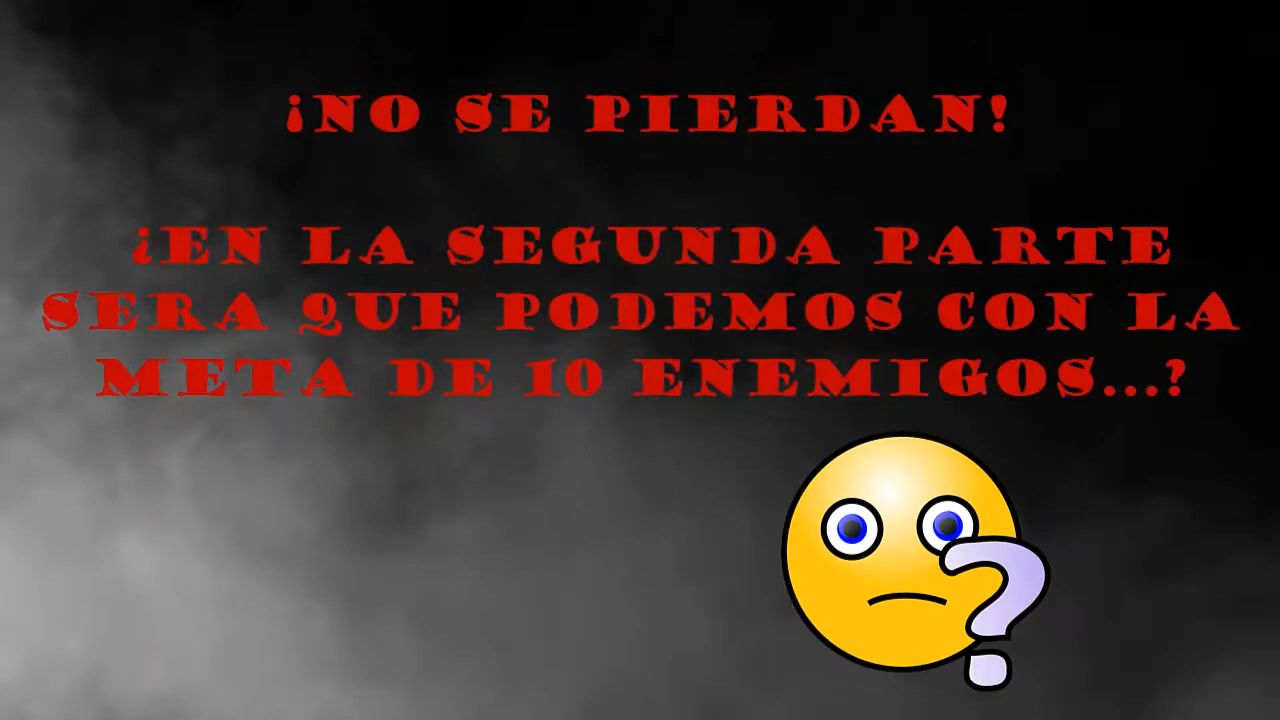 ¡NO SE PIERDAN!
¿EN LA SEGUNDA PARTE
SERA QUE PODEMOS CON LA
META DE 10 ENEMIGOS...?
?